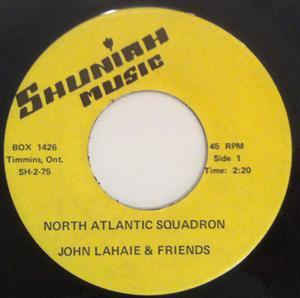 SHUNIAH
MUSIC
BOX 1426
Timmins, Ont.
SH-2-75
45 RPM
Side 1
Time: 2:20
NORTH ATLANTIC SQUADRON
JOHN LAHAIE & FRIENDS